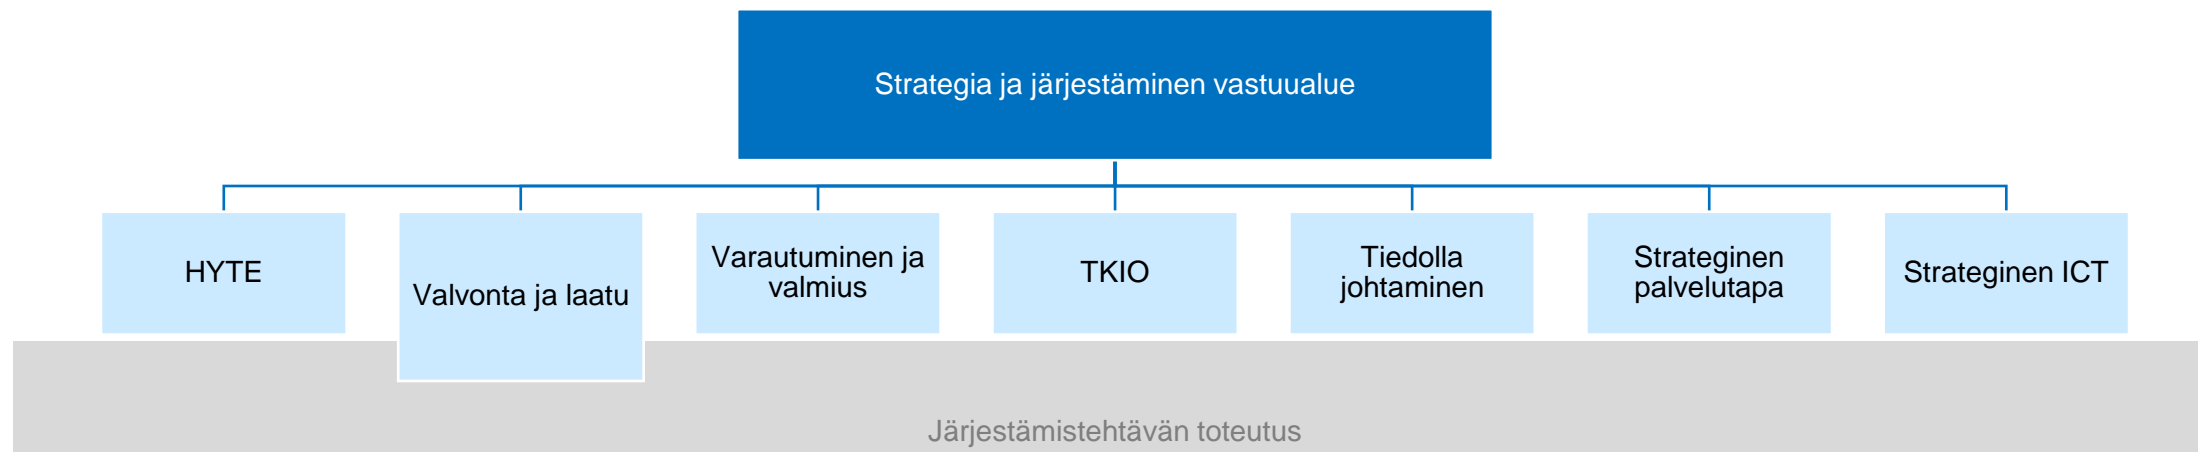 Strategia ja järjestäminen vastuualue
HYTE
Valvonta ja laatu
Varautuminen ja
valmius
TKIO
Tiedolla
johtaminen
Strateginen
palvelutapa
Strateginen ICT
Järjestämistehtävän toteutus